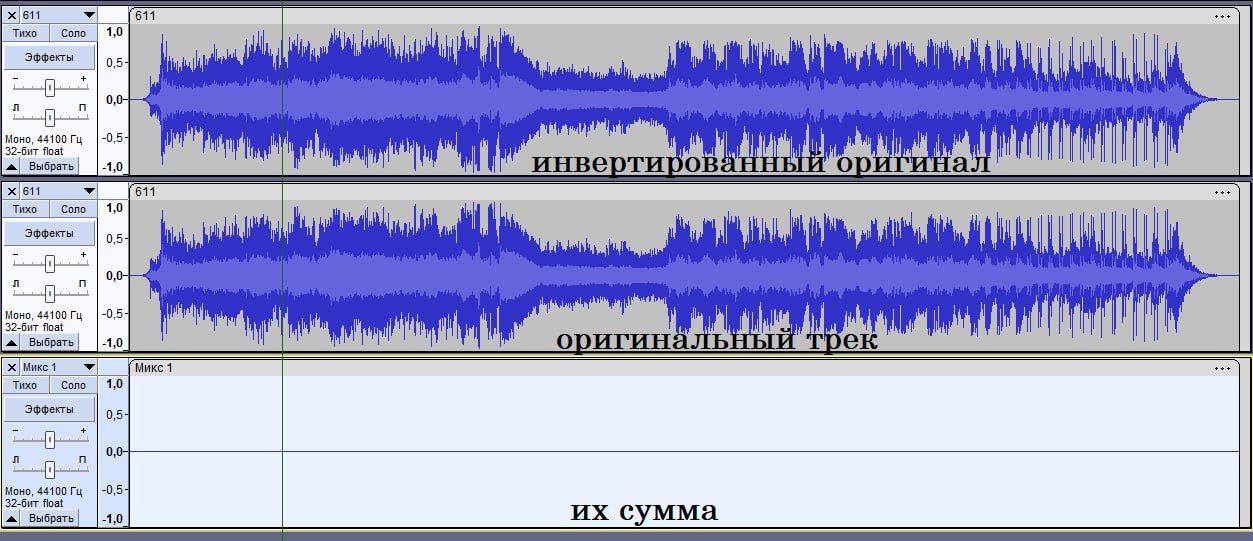 611
611
Тихо Соло
Эффекты
- +
Л П
Моно, 44100 Гц
32-бит float
Выбрать
1,0
0,5
0,0
-0,5
-1,0
инвертированный оригинал
611
611
Тихо Соло
Эффекты
- +
Л П
Моно, 44100 Гц
32-бит float
Выбрать
1,0
0,5
0,0
-0,5
-1,0
оригинальный трек
Микс 1
Микс 1
Тихо Соло
Эффекты
- +
Л П
Моно, 44100 Гц
32-бит float
Выбрать
1,0
0,5
0,0
-0,5
-1,0
их сумма